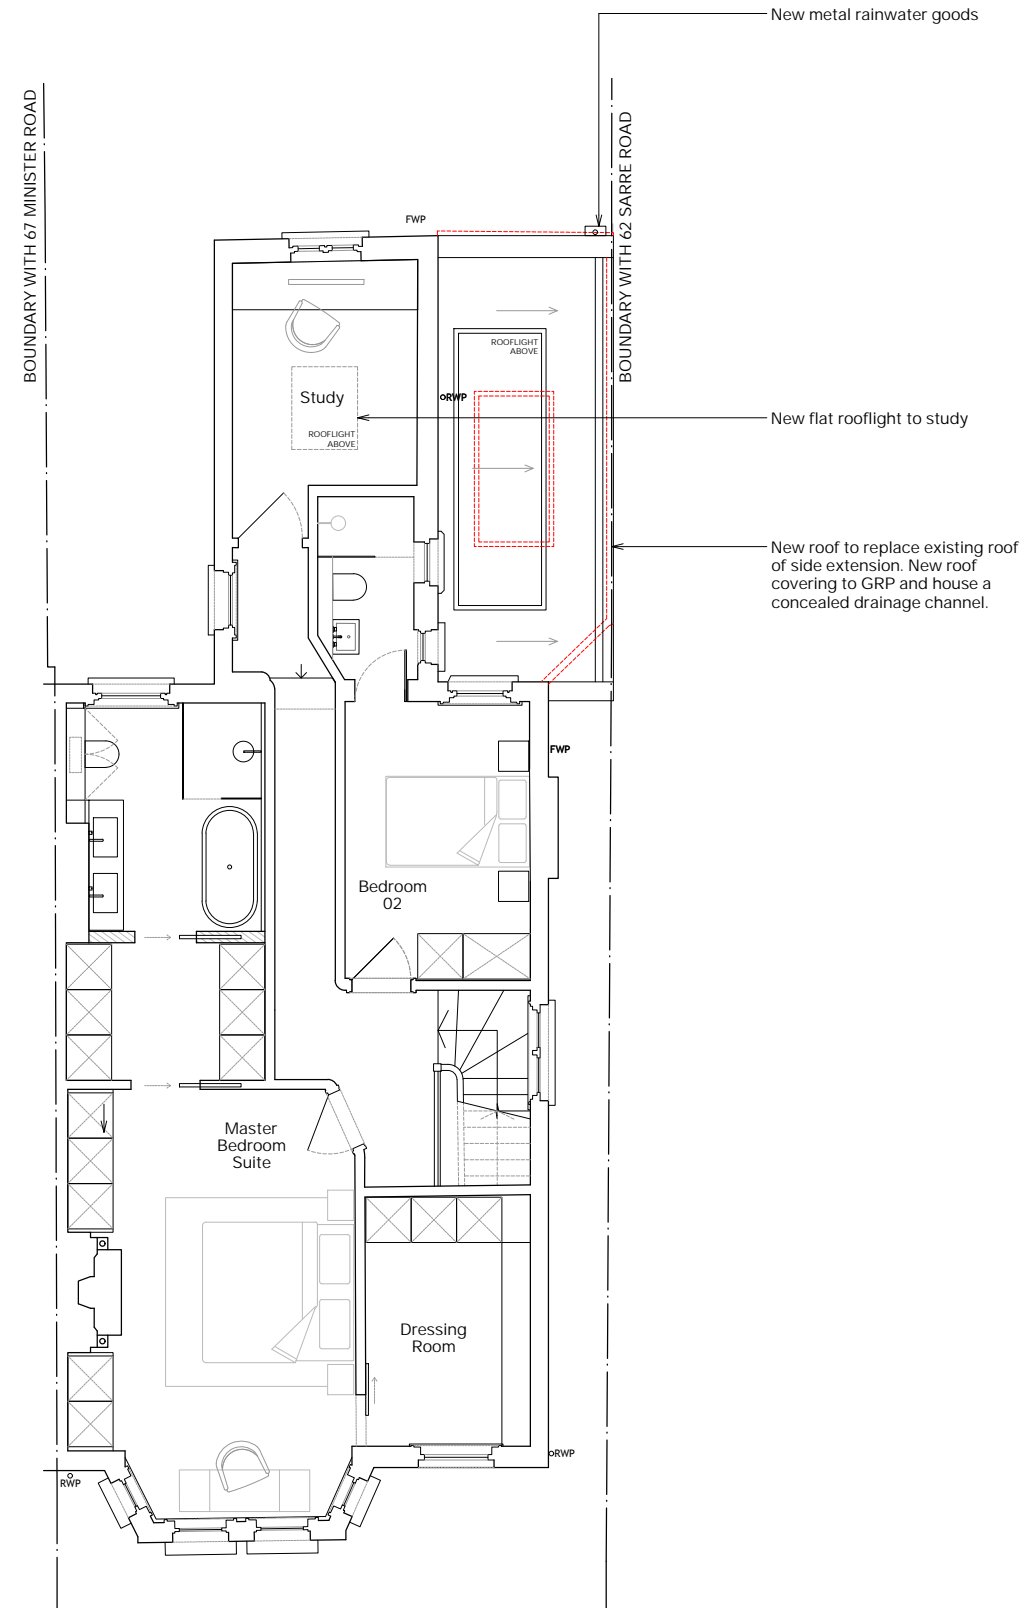 New metal rainwater goods
BOUNDARY WITH 67 MINISTER ROAD
BOUNDARY WITH 62 SARRE ROAD
FWP
ROOFLIGHT
ABOVE
Study
RWP
New flat rooflight to study
ROOFLIGHT
ABOVE
New roof to replace existing roof
of side extension. New roof
covering to GRP and house a
concealed drainage channel.
FWP
Bedroom
02
Master
Bedroom
Suite
Dressing
Room
RWP
RWP